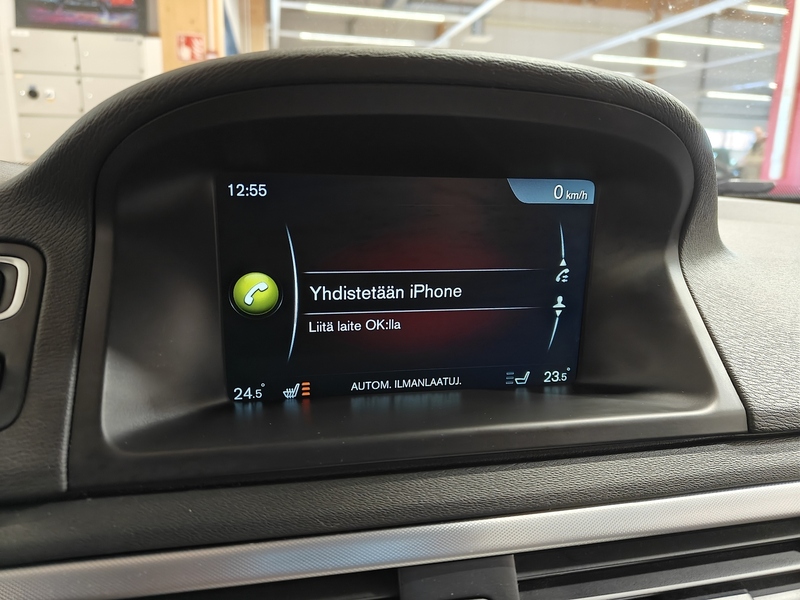 12:55
0 km/h
Yhdistetään iPhone
Liitä laite OK:lla
24.5°
AUTOM. ILMANLAATUJ.
23.5°